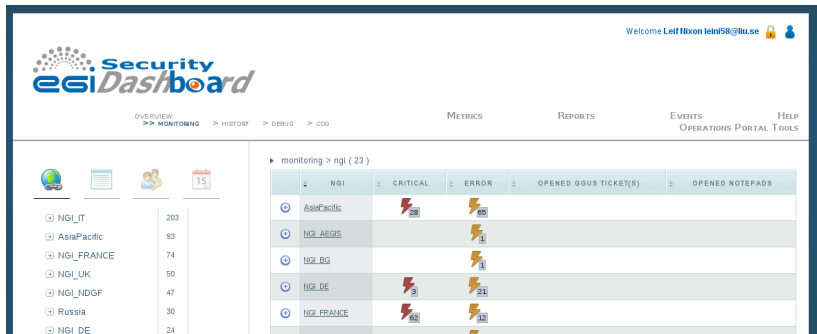 Welcome Leif Nixon leini58@liu.se
Security
egi Dashboard
OVERVIEW
>> MONITORING > HISTORY > DEBUG > COD
METRICS REPORTS EVENTS HELP
OPERATIONS PORTAL TOOLS
monitoring > ngi ( 23 )
15
NGI CRITICAL ERROR OPENED GGUS TICKET(S) OPENED NOTEPADS
NGI_IT 203
AsiaPacific 93
NGI_FRANCE 74
NGI_UK 50
NGI_NDGF 47
Russia 30
NGI_DE 24
AsiaPacific 28 65
NGI_AEGIS 1
NGI_BG 1
NGI_DE 3 21
NGI_FRANCE 62 12